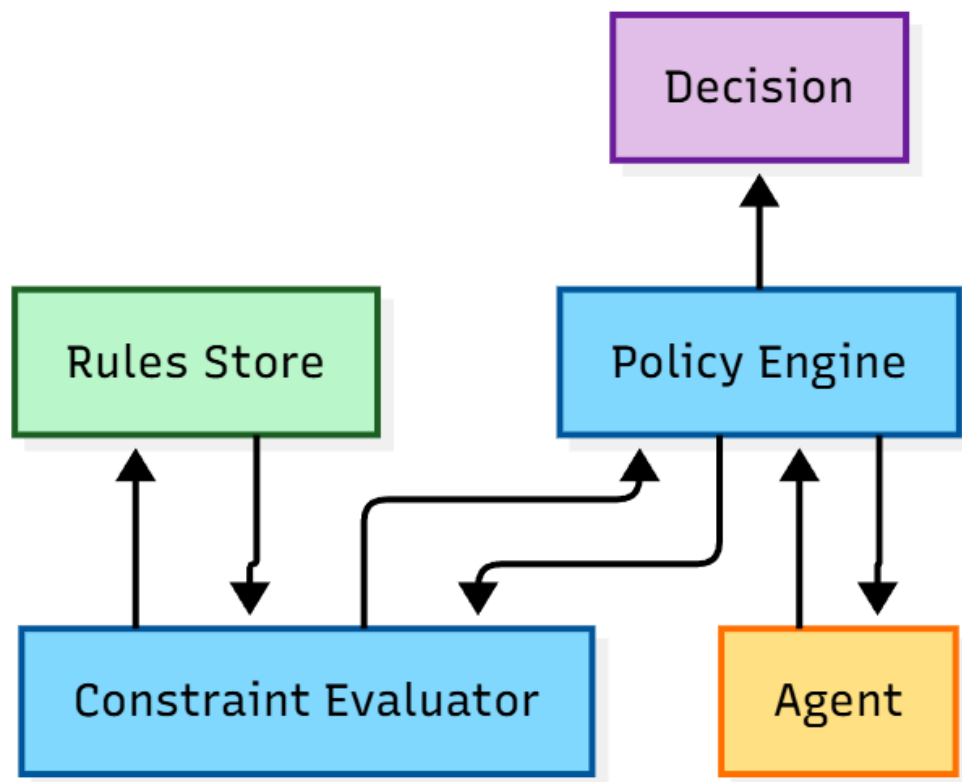 Decision
Rules Store
Policy Engine
Constraint Evaluator
Agent